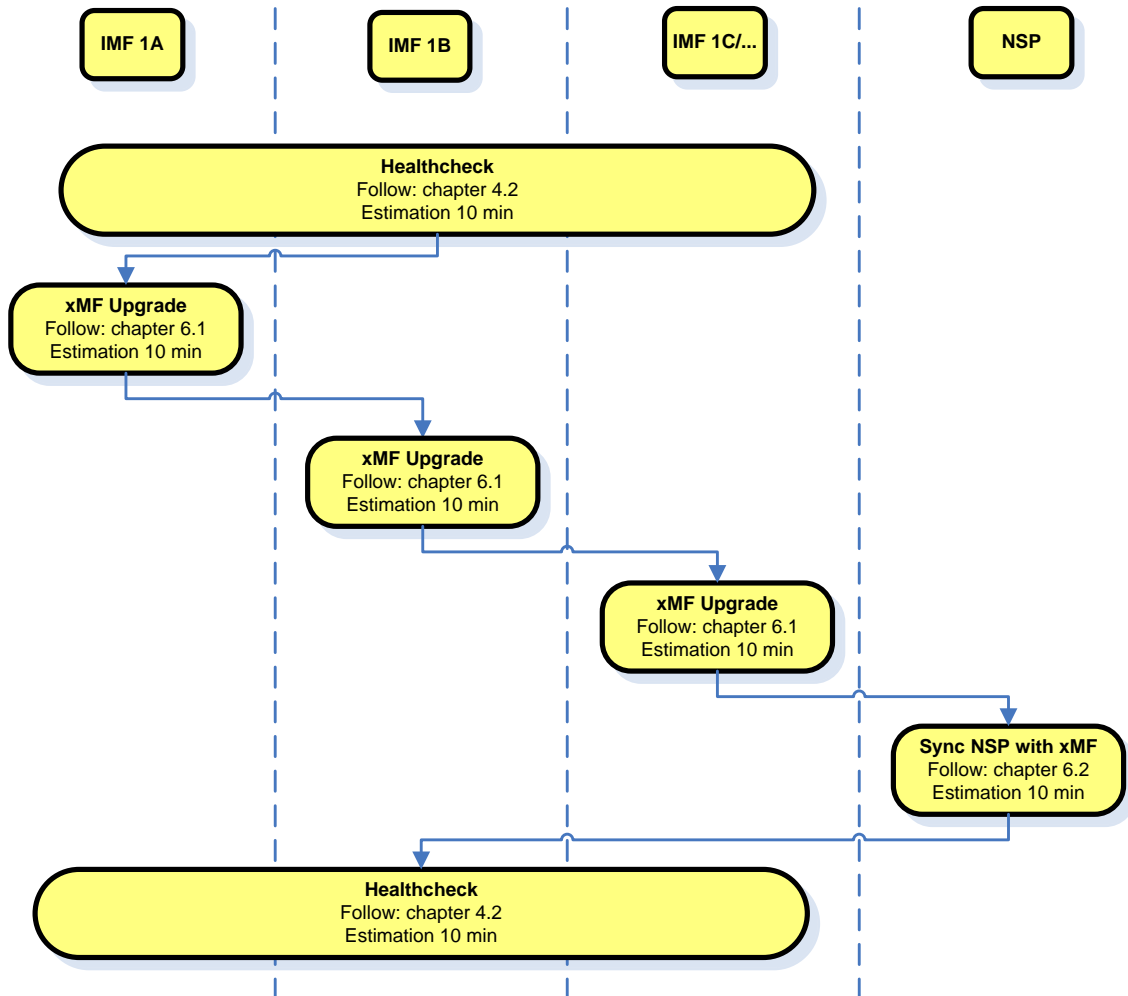 IMF 1A
IMF 1B
IMF 1C/...
NSP
Healthcheck
Follow: chapter 4.2
Estimation 10 min
xMF Upgrade
Follow: chapter 6.1
Estimation 10 min
xMF Upgrade
Follow: chapter 6.1
Estimation 10 min
xMF Upgrade
Follow: chapter 6.1
Estimation 10 min
Sync NSP with xMF
Follow: chapter 6.2
Estimation 10 min
Healthcheck
Follow: chapter 4.2
Estimation 10 min